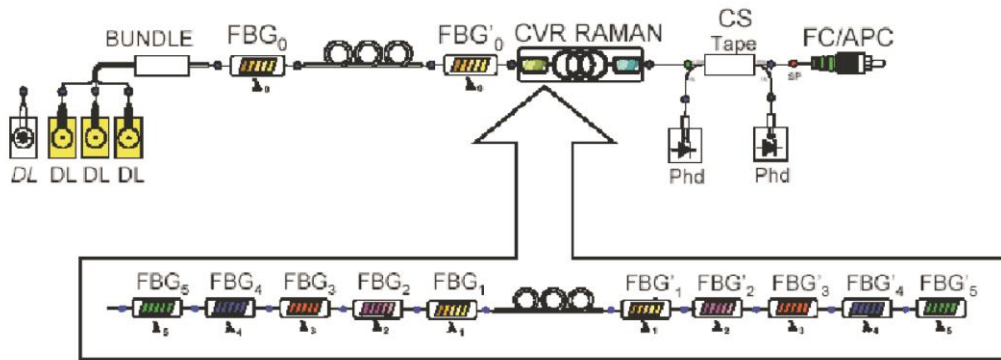 BUNDLE FBG₀ FBG'₀ CVR RAMAN CS Tape FC/APC
λ₀ λ₀ SP
DL DL DL DL Phd Phd
FBG₅ FBG₄ FBG₃ FBG₂ FBG₁ FBG'₁ FBG'₂ FBG'₃ FBG'₄ FBG'₅
λ₅ λ₄ λ₃ λ₂ λ₁ λ₁ λ₂ λ₃ λ₄ λ₅